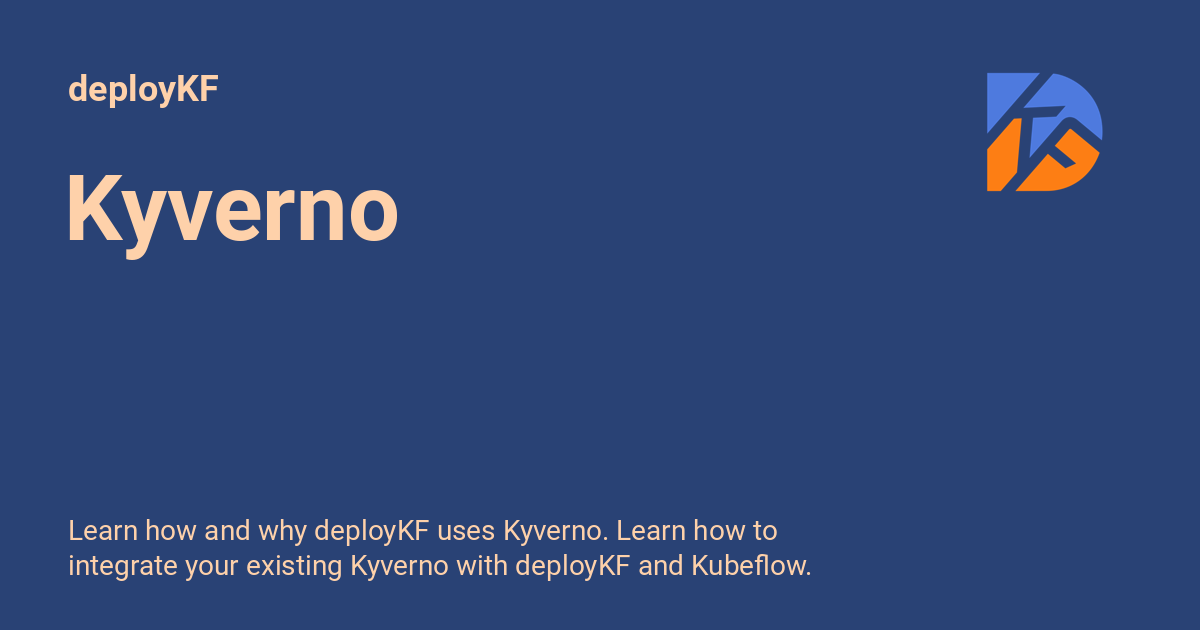 deployKF
Kyverno
Learn how and why deployKF uses Kyverno. Learn how to
integrate your existing Kyverno with deployKF and Kubeflow.